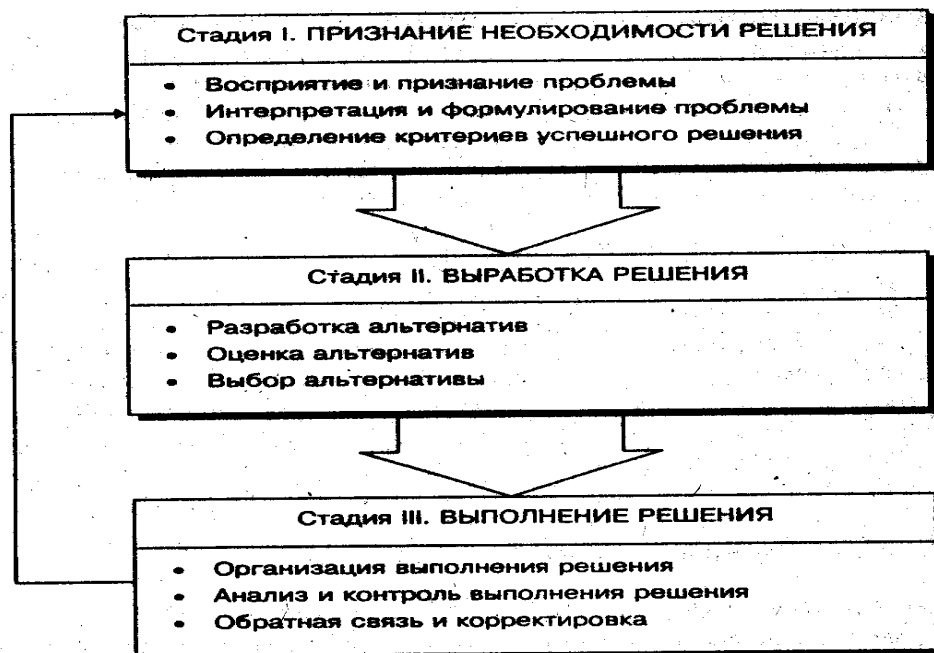 Стадия I. ПРИЗНАНИЕ НЕОБХОДИМОСТИ РЕШЕНИЯ
• Восприятие и признание проблемы
• Интерпретация и формулирование проблемы
• Определение критериев успешного решения
Стадия II. ВЫРАБОТКА РЕШЕНИЯ
• Разработка альтернатив
• Оценка альтернатив
• Выбор альтернативы
Стадия III. ВЫПОЛНЕНИЕ РЕШЕНИЯ
• Организация выполнения решения
• Анализ и контроль выполнения решения
• Обратная связь и корректировка